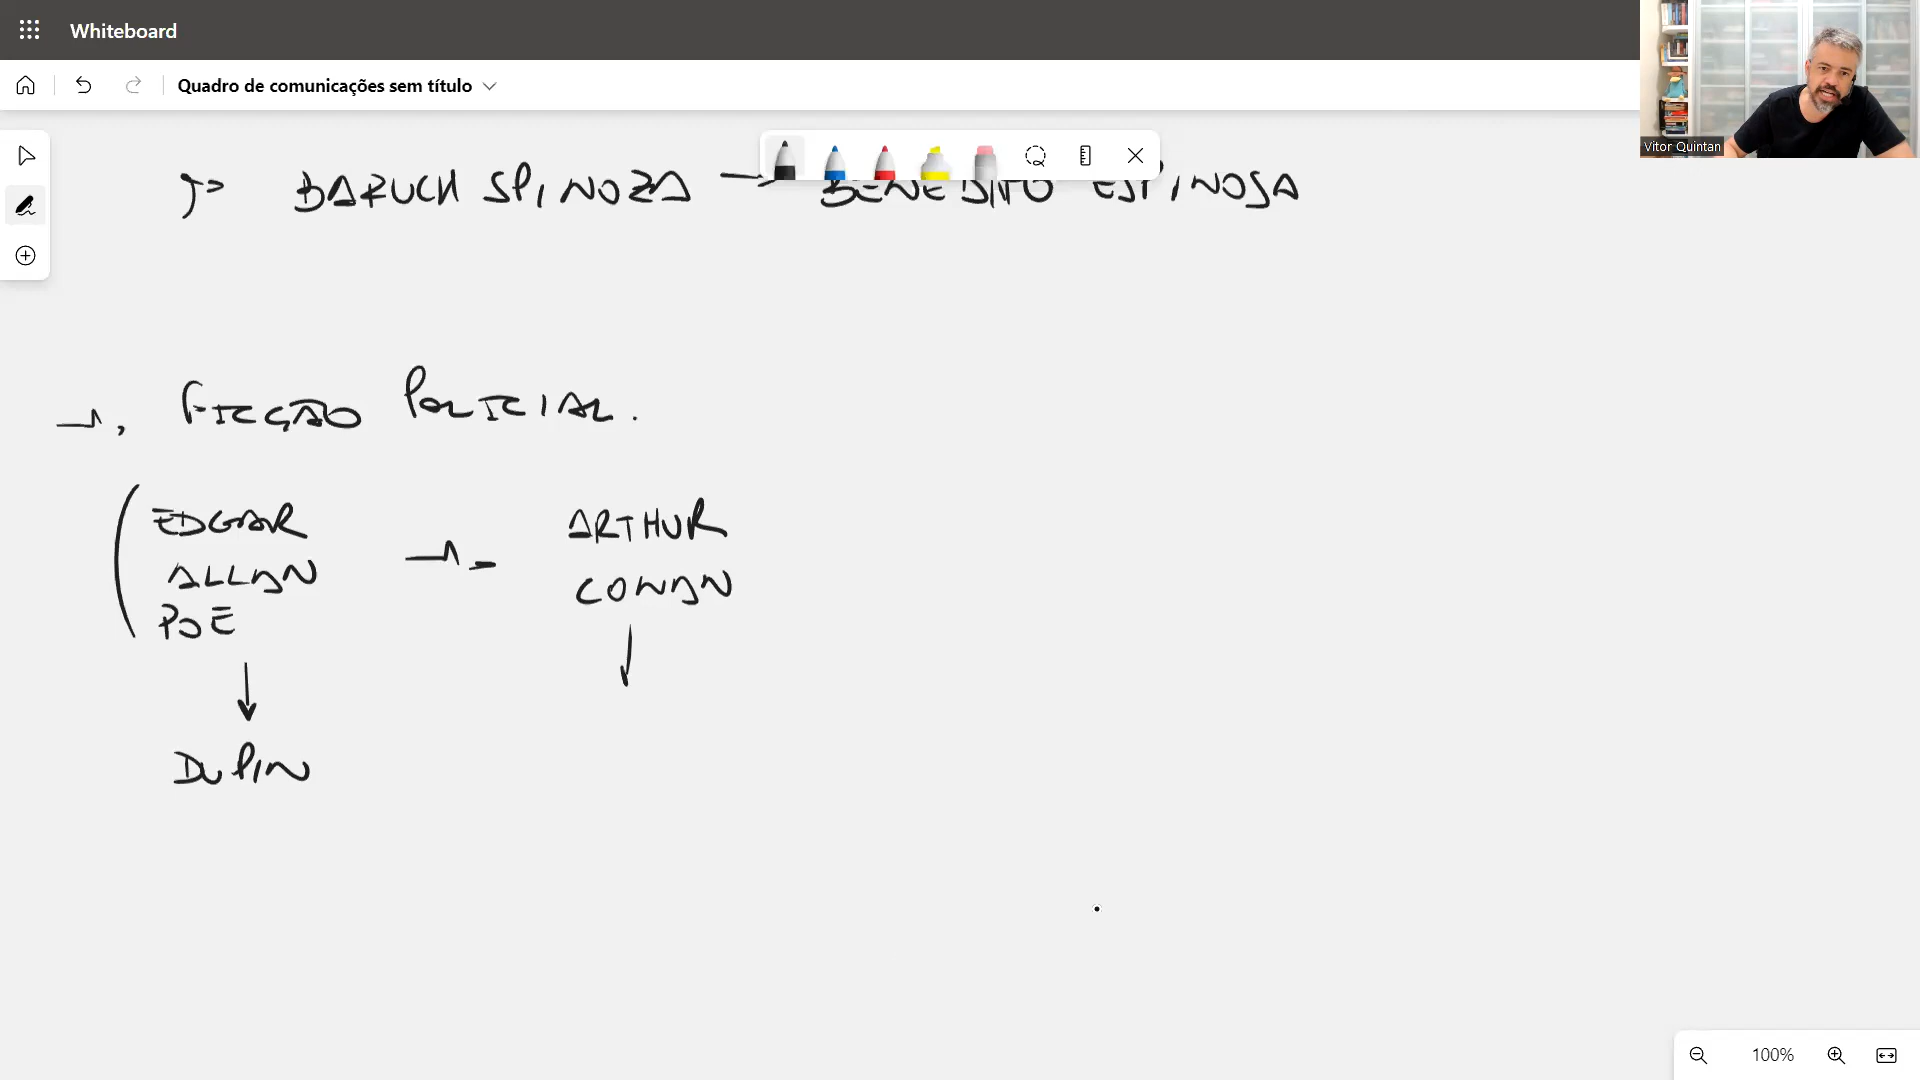 Whiteboard
Quadro de comunicações sem título
Vitor Quintan
BARUCH SPINOZA → BENEDITO ESPINOSA
FICÇÃO POLICIAL.
EDGAR
ALLAN
POE
ARTHUR
CONAN
DUPIN
100%